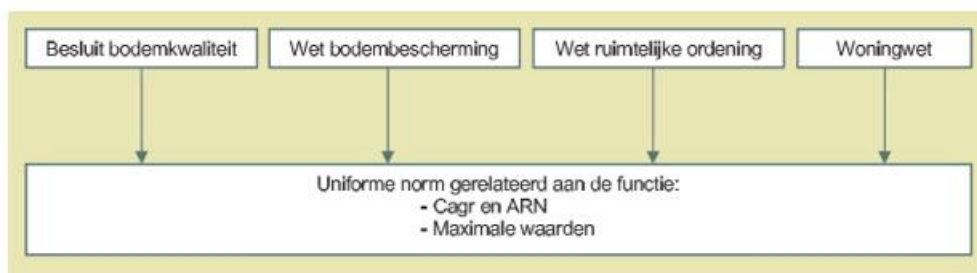 Besluit bodemkwaliteit
Wet bodembescherming
Wet ruimtelijke ordening
Woningwet
Uniforme norm gerelateerd aan de functie:
- Cagr en ARN
- Maximale waarden